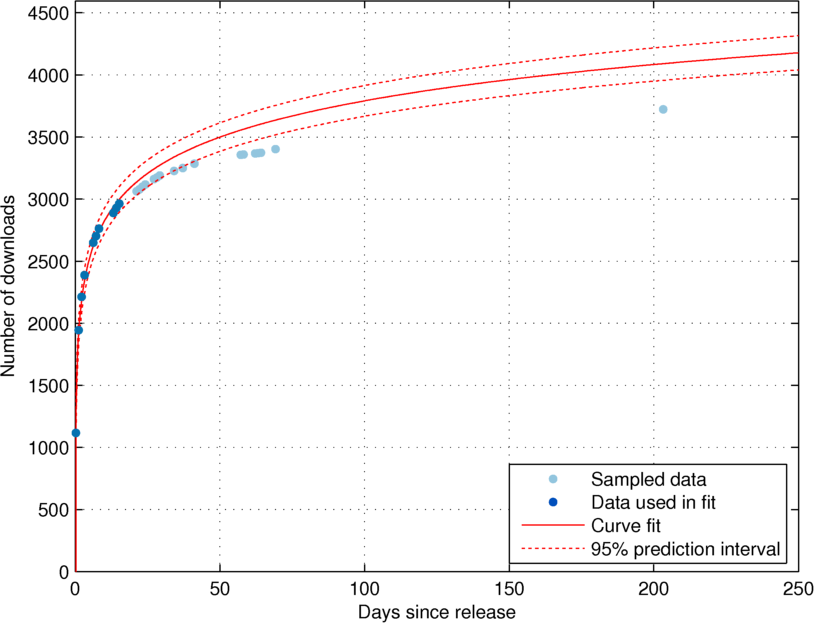 4500
4000
3500
3000
2500
2000
1500
1000
500
0
Number of downloads
Sampled data
Data used in fit
Curve fit
95% prediction interval
0 50 100 150 200 250
Days since release